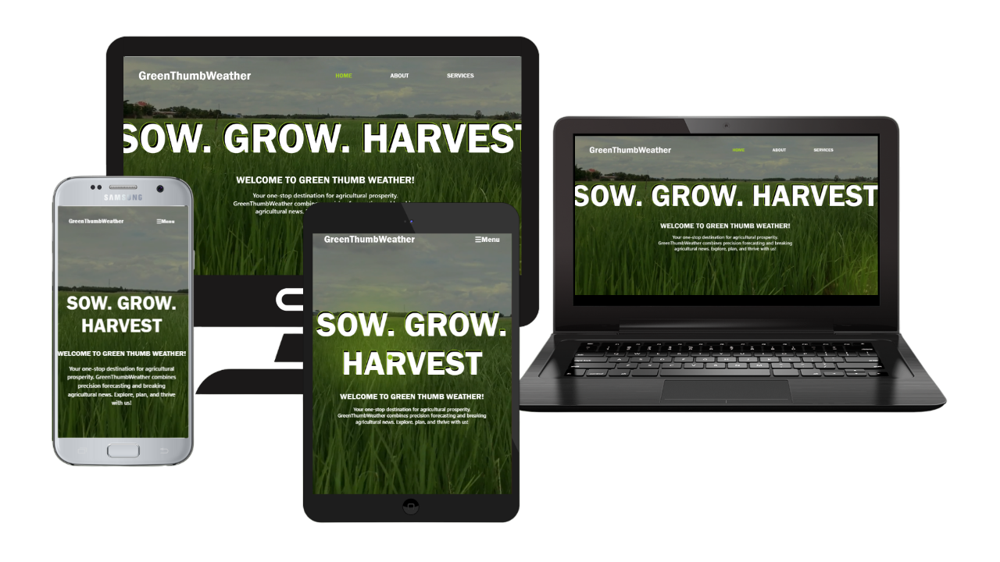 GreenThumbWeather
HOME ABOUT SERVICES
SOW. GROW. HARVEST
WELCOME TO GREEN THUMB WEATHER!
Your one-stop destination for agricultural prosperity.
GreenThumbWeather combines
agricultural news.
SAMSUNG
GreenThumbWeather ☰Menu
SOW. GROW.
HARVEST
WELCOME TO GREEN THUMB WEATHER!
Your one-stop destination for agricultural
prosperity. GreenThumbWeather combines
precision forecasting and breaking
agricultural news. Explore, plan, and thrive
with us!
GreenThumbWeather ☰Menu
SOW. GROW.
HARVEST
WELCOME TO GREEN THUMB WEATHER!
Your one-stop destination for agricultural prosperity.
GreenThumbWeather combines precision forecasting and breaking
agricultural news. Explore, plan, and thrive with us!
GreenThumbWeather
HOME ABOUT SERVICES
SOW. GROW. HARVEST
WELCOME TO GREEN THUMB WEATHER!
Your one-stop destination for agricultural prosperity.
GreenThumbWeather combines precision forecasting and breaking
agricultural news. Explore, plan, and thrive with us!